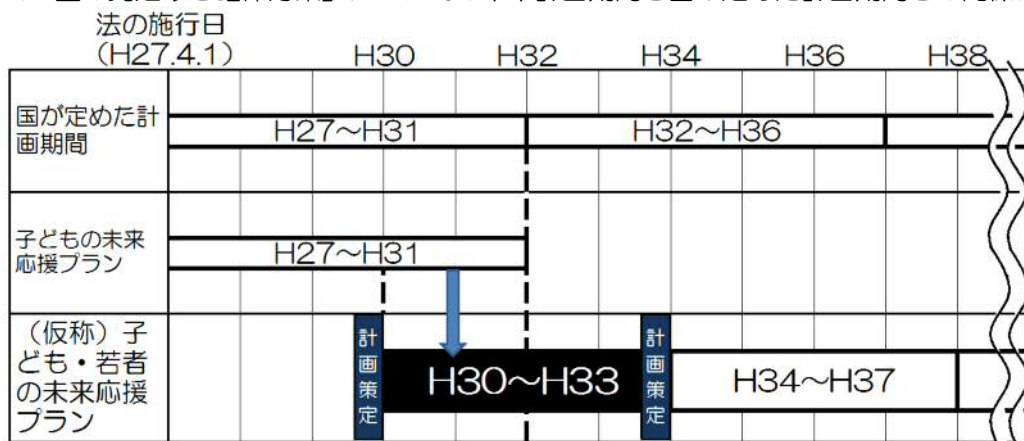 法の施行日
(H27.4.1)
H30 H32 H34 H36 H38
国が定めた計
画期間
H27～H31 H32～H36
子どもの未来
応援プラン
H27～H31
（仮称）子
ども・若者
の未来応援
プラン
計画策定
H30～H33
計画策定
H34～H37